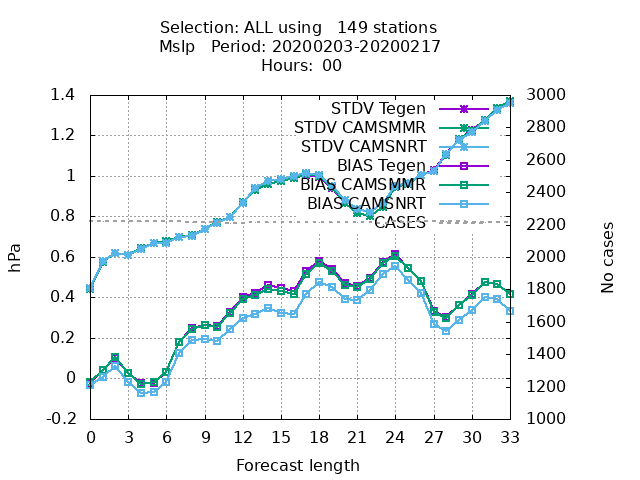 Selection: ALL using   149 stations
Mslp   Period: 20200203-20200217
Hours: 00
hPa
1.4
1.2
1
0.8
0.6
0.4
0.2
0
-0.2
STDV Tegen
STDV CAMSMMR
STDV CAMSNRT
BIAS Tegen
BIAS CAMSMMR
BIAS CAMSNRT
CASES
3000
2800
2600
2400
2200
2000
1800
1600
1400
1200
1000
No cases
0 3 6 9 12 15 18 21 24 27 30 33
Forecast length